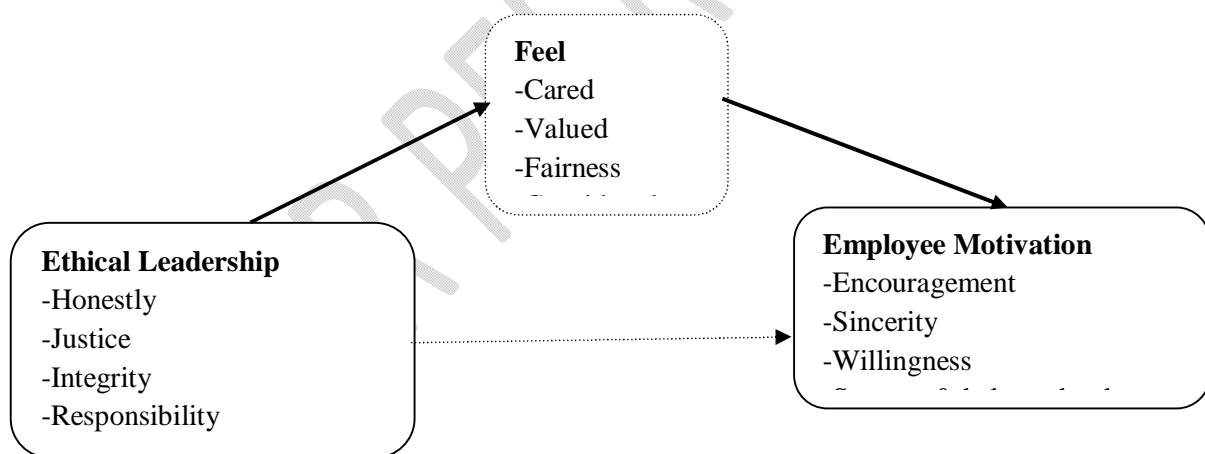 Feel
-Cared
-Valued
-Fairness
Ethical Leadership
-Honestly
-Justice
-Integrity
-Responsibility
Employee Motivation
-Encouragement
-Sincerity
-Willingness